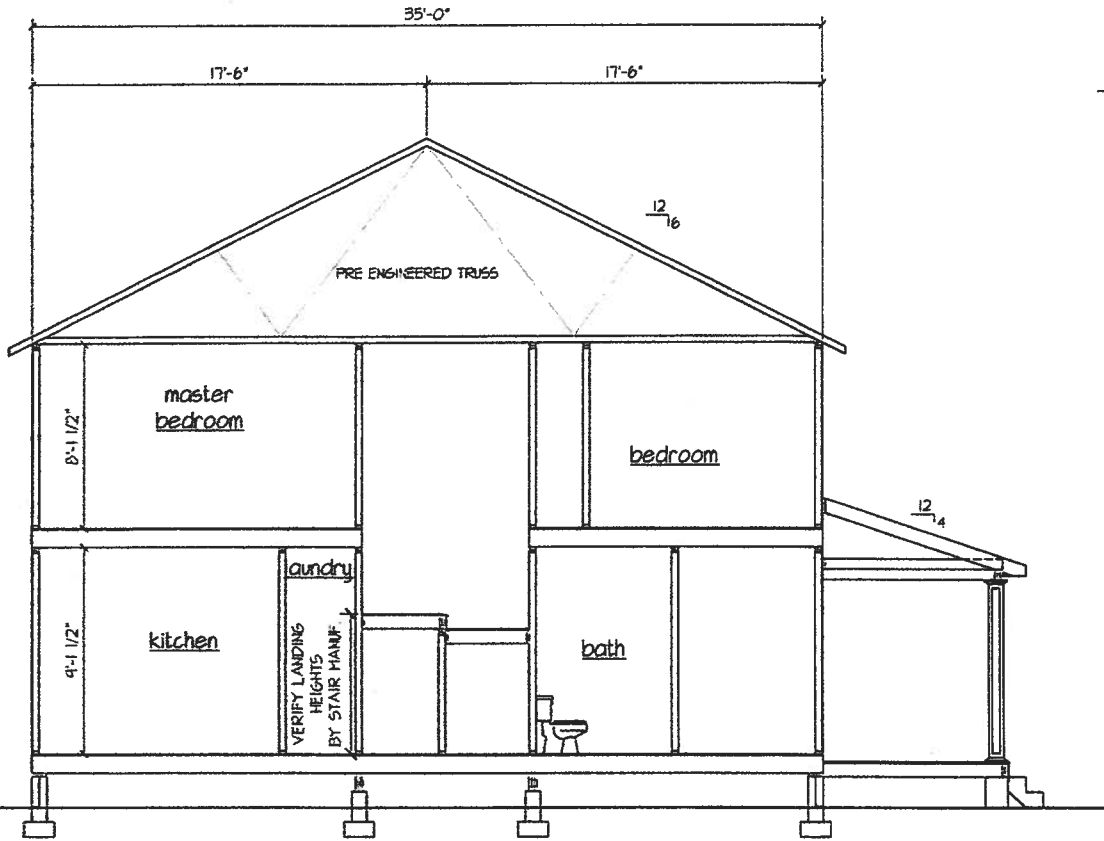 35'-0"
17'-6"
17'-6"
12
6
PRE ENGINEERED TRUSS
master
bedroom
8'-1 1/2"
bedroom
12
4
aundry
kitchen
9'-1 1/2"
VERIFY LANDING
HEIGHTS
BY STAIR MANUF.
bath